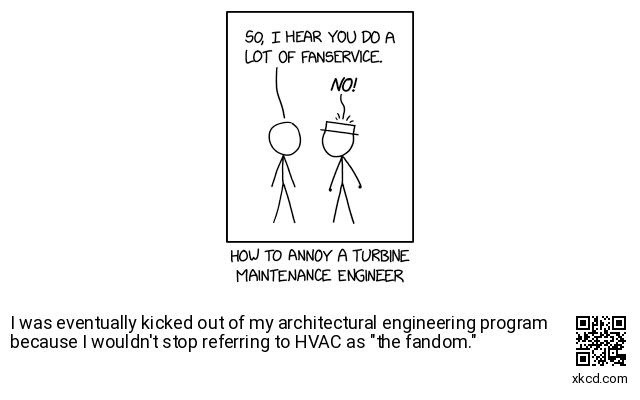 SO, I HEAR YOU DO A
LOT OF FANSERVICE.
NO!
HOW TO ANNOY A TURBINE
MAINTENANCE ENGINEER
I was eventually kicked out of my architectural engineering program
because I wouldn't stop referring to HVAC as "the fandom."
xkcd.com